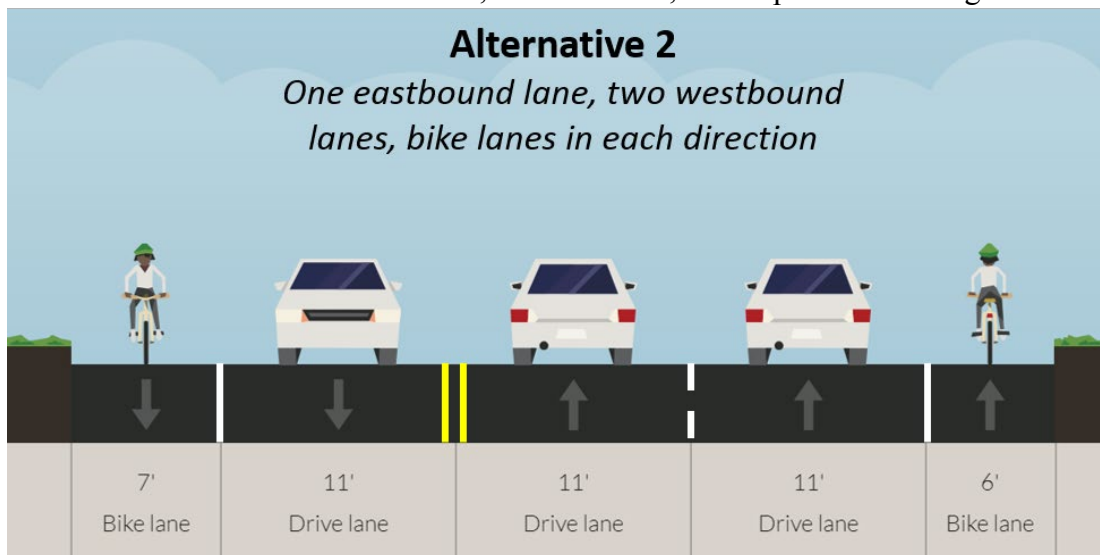 Alternative 2
One eastbound lane, two westbound
lanes, bike lanes in each direction
7' 11' 11' 11' 6'
Bike lane Drive lane Drive lane Drive lane Bike lane